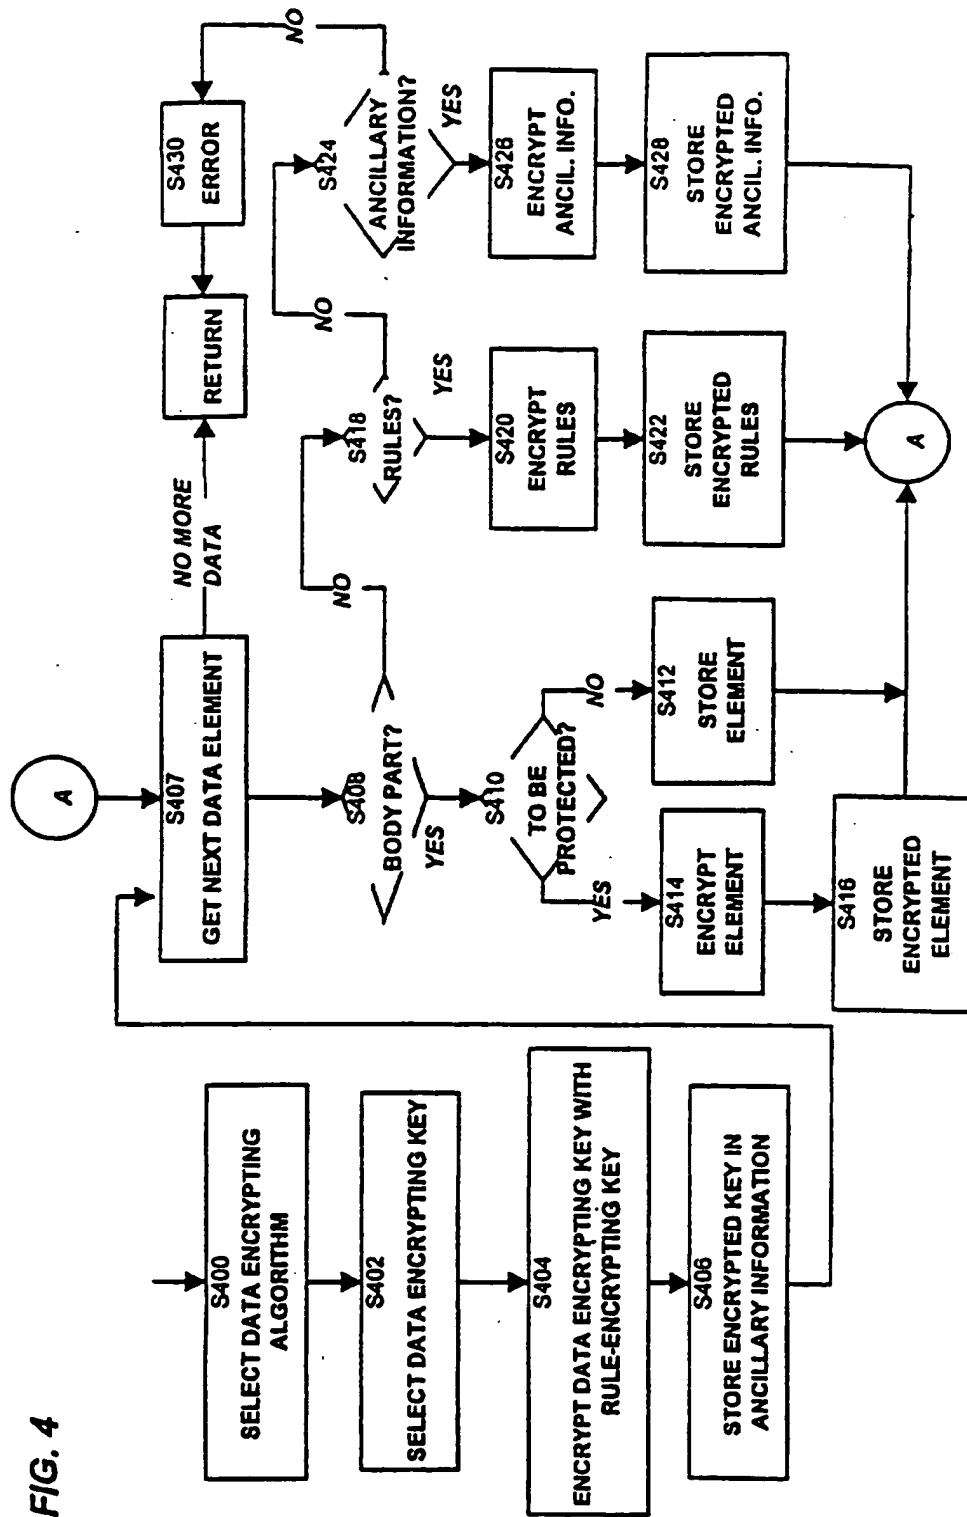 FIG. 4
S400
SELECT DATA ENCRYPTING
ALGORITHM
S402
SELECT DATA ENCRYPTING KEY
S404
ENCRYPT DATA ENCRYPTING KEY WITH
RULE-ENCRYPTING KEY
S406
STORE ENCRYPTED KEY IN
ANCILLARY INFORMATION
A
S407
GET NEXT DATA ELEMENT
NO MORE
DATA
RETURN
S430
ERROR
S408
BODY PART?
YES
NO
S410
TO BE
PROTECTED?
YES
NO
S414
ENCRYPT
ELEMENT
S416
STORE
ENCRYPTED
ELEMENT
S412
STORE
ELEMENT
S418
RULES?
YES
NO
S420
ENCRYPT
RULES
S422
STORE
ENCRYPTED
RULES
S424
ANCILLARY
INFORMATION?
YES
NO
S426
ENCRYPT
ANCIL. INFO.
S428
STORE
ENCRYPTED
ANCIL. INFO.
A